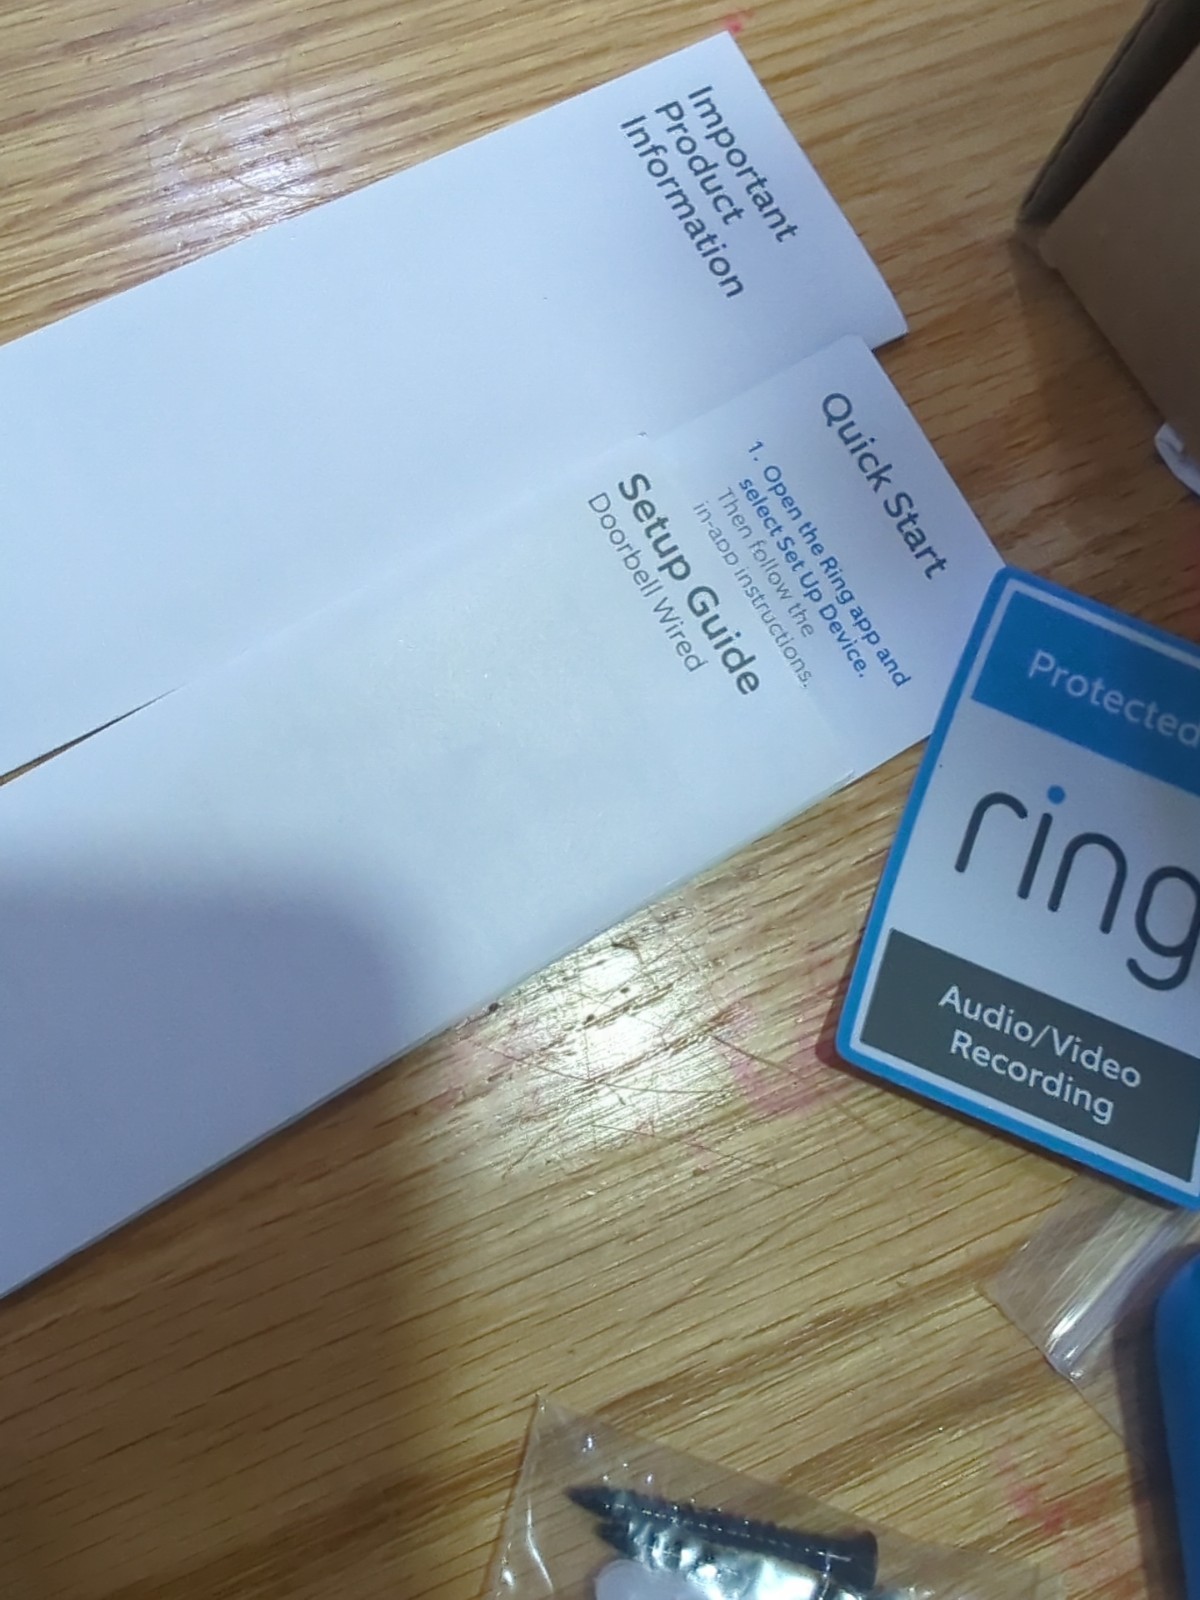 Important
Product
Information
Quick Start
1. Open the Ring app and
select Set Up Device.
Then follow the
in-app instructions.
Setup Guide
Doorbell Wired
Protected
ring
Audio/Video
Recording